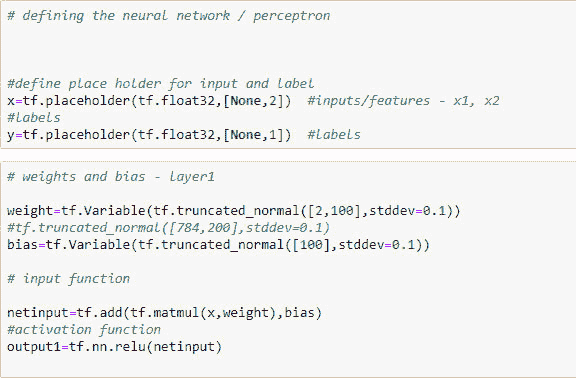 # defining the neural network / perceptron
#define place holder for input and label
x=tf.placeholder(tf.float32,[None,2])  #inputs/features - x1, x2
#labels
y=tf.placeholder(tf.float32,[None,1])  #labels
# weights and bias - layer1
weight=tf.Variable(tf.truncated_normal([2,100],stddev=0.1))
#tf.truncated_normal([784,200],stddev=0.1)
bias=tf.Variable(tf.truncated_normal([100],stddev=0.1))
# input function
netinput=tf.add(tf.matmul(x,weight),bias)
#activation function
output1=tf.nn.relu(netinput)